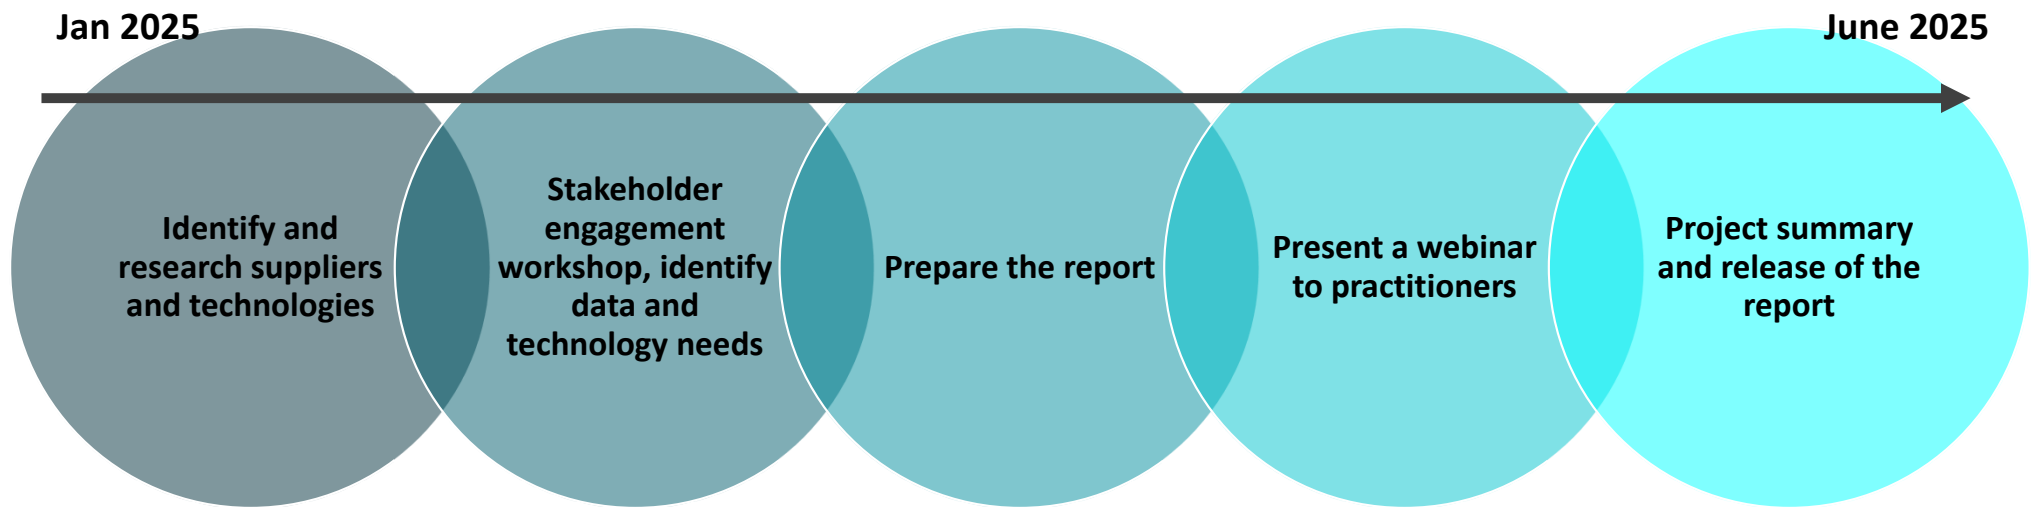 Jan 2025
June 2025
Identify and
research suppliers
and technologies
Stakeholder
engagement
workshop, identify
data and
technology needs
Prepare the report
Present a webinar
to practitioners
Project summary
and release of the
report